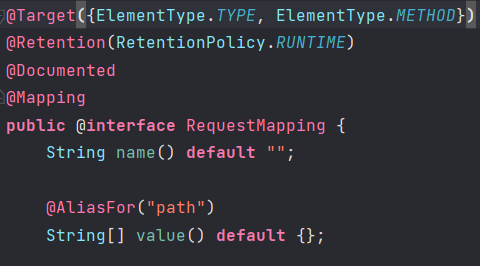 @Target({ElementType.TYPE, ElementType.METHOD})
@Retention(RetentionPolicy.RUNTIME)
@Documented
@Mapping
public @interface RequestMapping {
    String name() default "";

    @AliasFor("path")
    String[] value() default {};